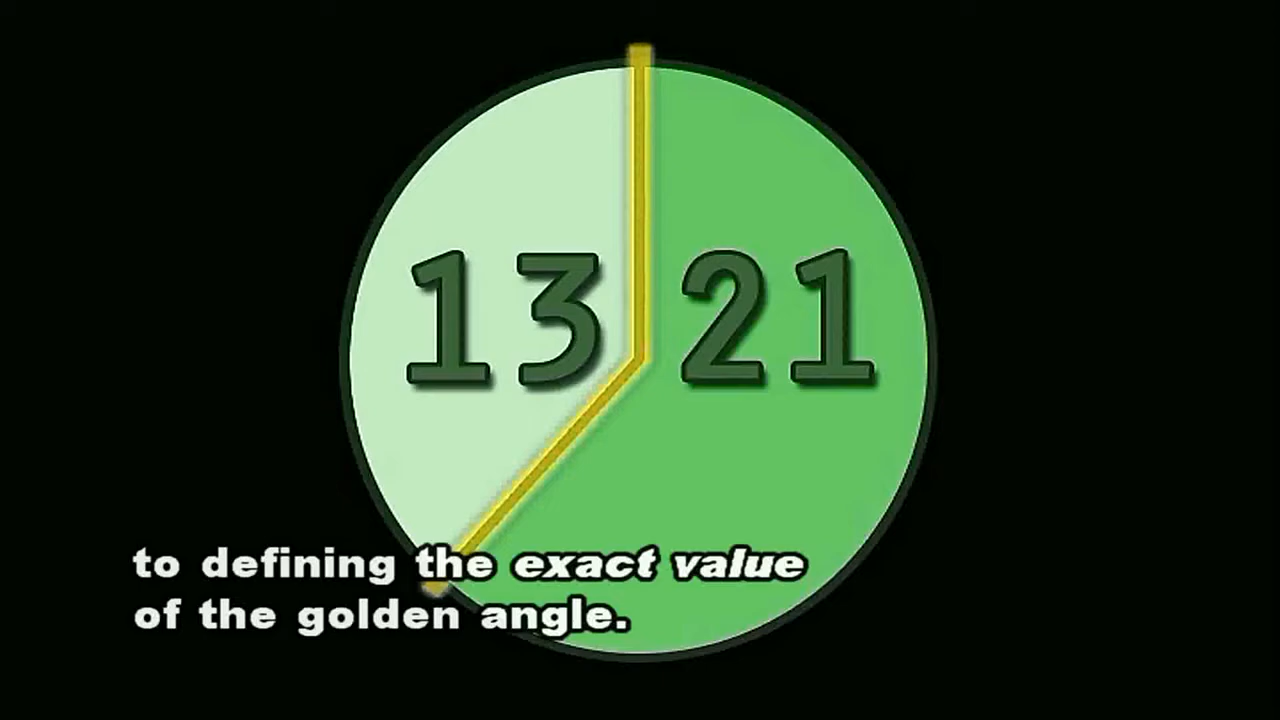 13 21
to defining the exact value
of the golden angle.